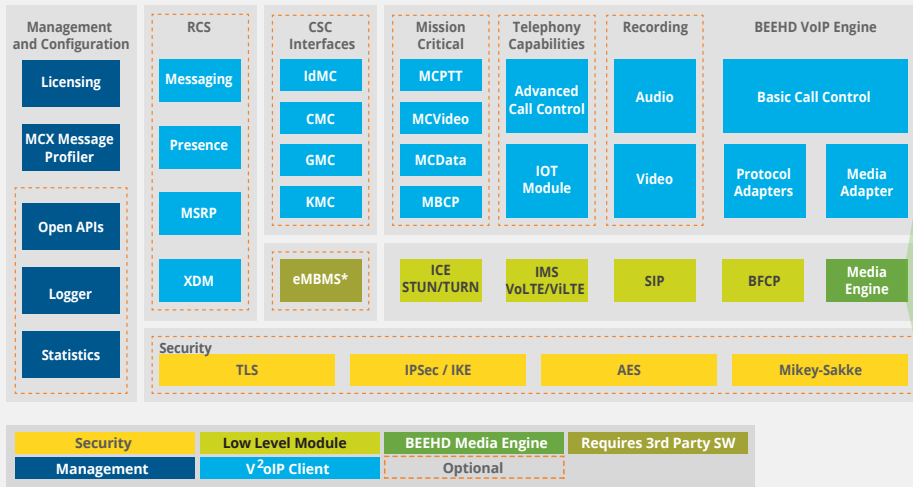 Management
and Configuration
Licensing
MCX Message
Profiler
Open APIs
Logger
Statistics
RCS
Messaging
Presence
MSRP
XDM
CSC
Interfaces
IdMC
CMC
GMC
KMC
eMBMS*
Mission
Critical
MCPTT
MCVideo
MCData
MBCP
Telephony
Capabilities
Advanced
Call Control
IOT
Module
Recording
Audio
Video
BEEHD VoIP Engine
Basic Call Control
Protocol
Adapters
Media
Adapter
ICE
STUN/TURN
IMS
VoLTE/ViLTE
SIP
BFCP
Media
Engine
Security
TLS
IPSec / IKE
AES
Mikey-Sakke
Security
Low Level Module
BEEHD Media Engine
Requires 3rd Party SW
Management
V²oIP Client
Optional